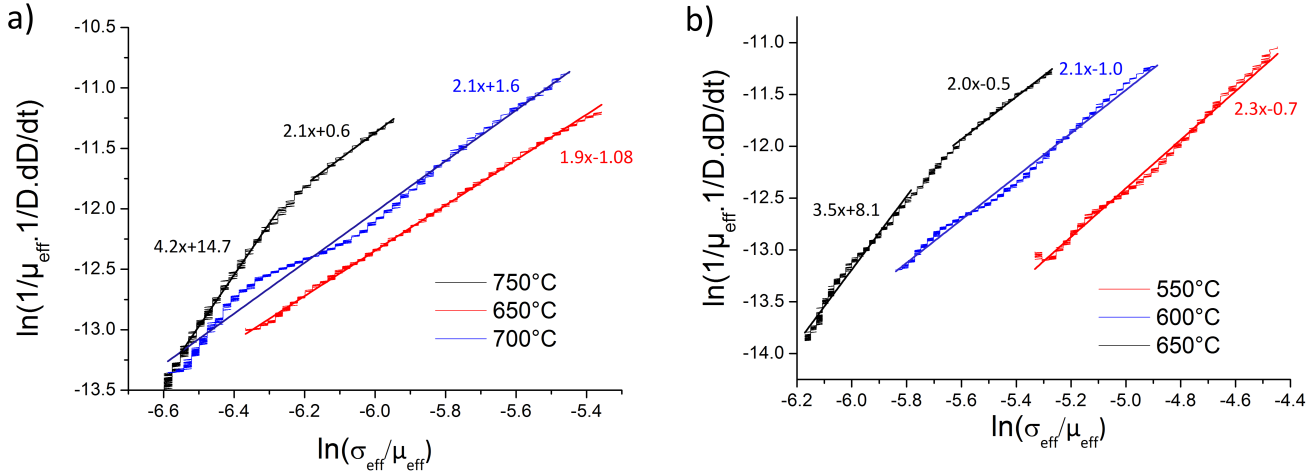 a)
-10.5
-11.0
-11.5
-12.0
-12.5
-13.0
-13.5
ln(1/μeff. 1/D.dD/dt)
2.1x+1.6
2.1x+0.6
1.9x-1.08
4.2x+14.7
750°C
650°C
700°C
-6.6 -6.4 -6.2 -6.0 -5.8 -5.6 -5.4
ln(σeff/μeff)
b)
-11.0
-11.5
-12.0
-12.5
-13.0
-13.5
-14.0
ln(1/μeff. 1/D.dD/dt)
2.0x−0.5
2.1x−1.0
2.3x−0.7
3.5x+8.1
550°C
600°C
650°C
-6.2 -6.0 -5.8 -5.6 -5.4 -5.2 -5.0 -4.8 -4.6 -4.4
ln(σeff/μeff)